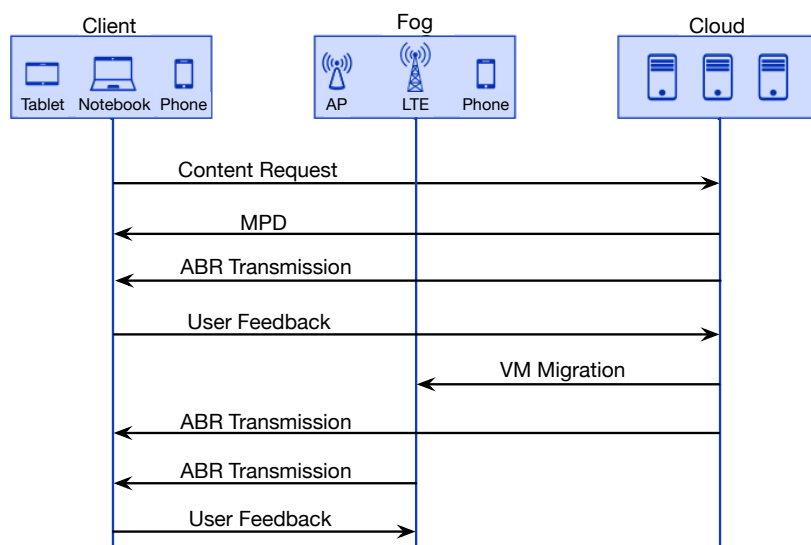 Client
Fog
Cloud
Tablet
Notebook
Phone
AP
LTE
Phone
Content Request
MPD
ABR Transmission
User Feedback
VM Migration
ABR Transmission
ABR Transmission
User Feedback